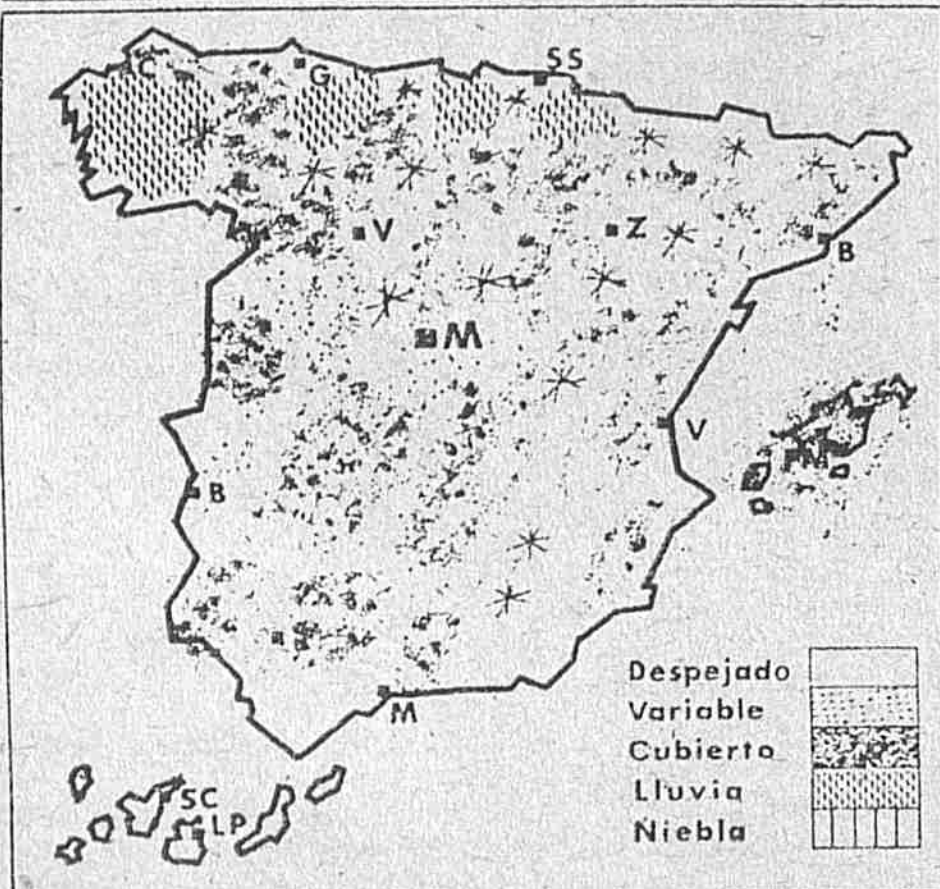 C
G
SS
V
Z
B
M
V
M
B
M
SC
LP
Despejado
Variable
Cubierto
Lluvia
Niebla